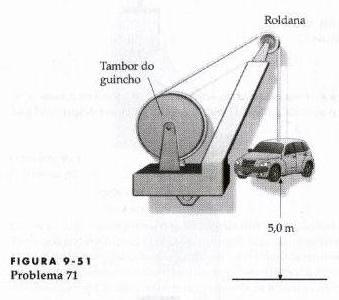 Roldana
Tambor do
guincho
5,0 m
FIGURA 9-51
Problema 71